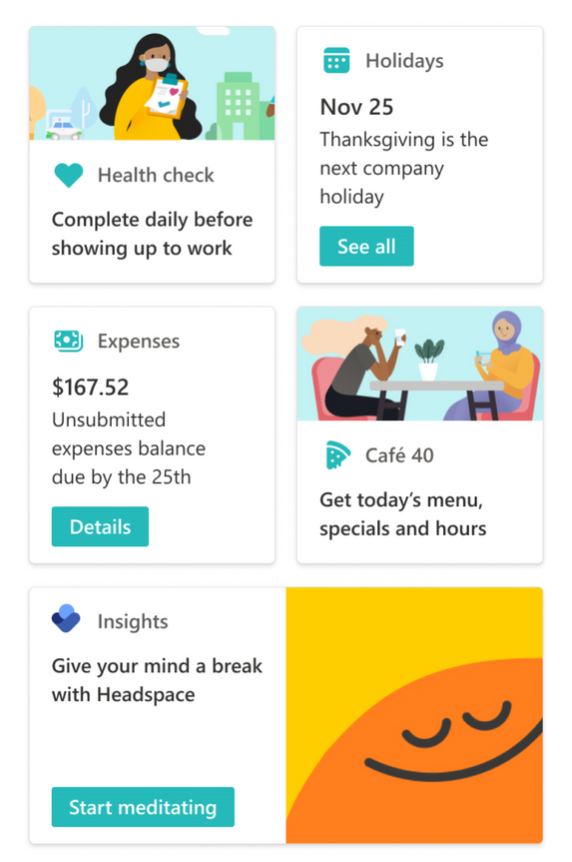 Health check
Complete daily before
showing up to work
Holidays
Nov 25
Thanksgiving is the
next company
holiday
See all
Expenses
$167.52
Unsubmitted
expenses balance
due by the 25th
Details
Café 40
Get today's menu,
specials and hours
Insights
Give your mind a break
with Headspace
Start meditating